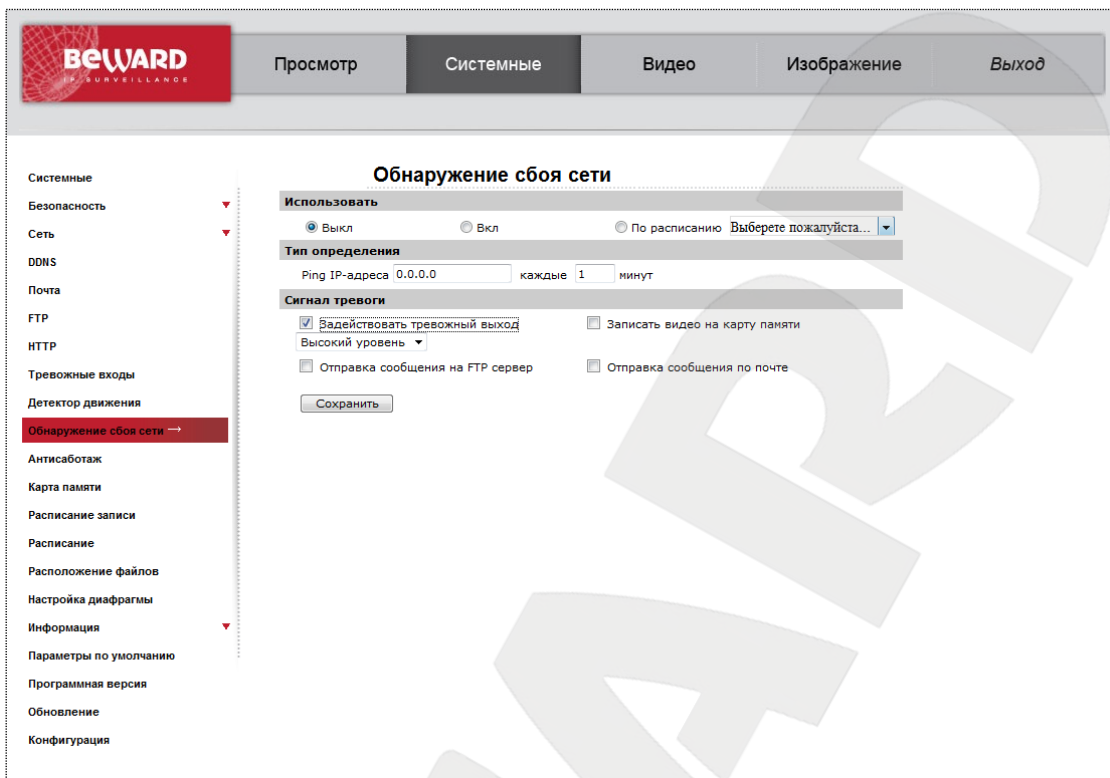 BEWARD
IP SURVEILLANCE
Просмотр Системные Видео Изображение Выход
Системные
Безопасность
Сеть
DDNS
Почта
FTP
HTTP
Тревожные входы
Детектор движения
Обнаружение сбоя сети →
Антисаботаж
Карта памяти
Расписание записи
Расписание
Расположение файлов
Настройка диафрагмы
Информация
Параметры по умолчанию
Программная версия
Обновление
Конфигурация
Обнаружение сбоя сети
Использовать
Выкл Вкл По расписанию Выберете пожалуйста...
Тип определения
Ping IP-адреса 0.0.0.0 каждые 1 минут
Сигнал тревоги
Задействовать тревожный выход Записать видео на карту памяти
Высокий уровень
Отправка сообщения на FTP сервер Отправка сообщения по почте
Сохранить
WARD